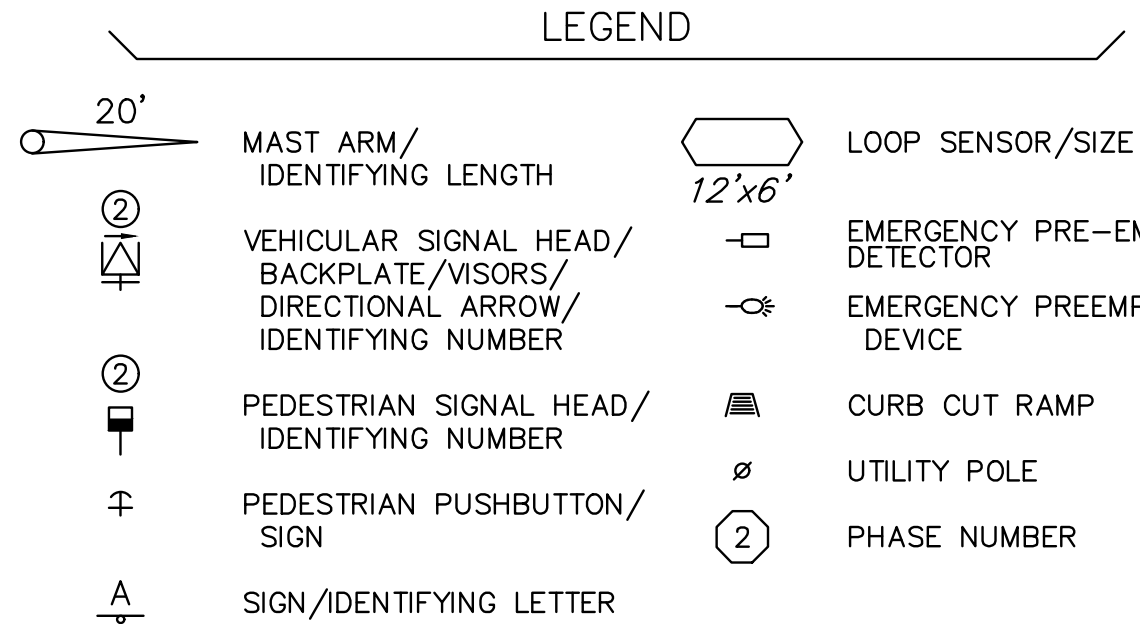 LEGEND
20'
MAST ARM/
IDENTIFYING LENGTH
2
VEHICULAR SIGNAL HEAD/
BACKPLATE/VISORS/
DIRECTIONAL ARROW/
IDENTIFYING NUMBER
2
PEDESTRIAN SIGNAL HEAD/
IDENTIFYING NUMBER
PEDESTRIAN PUSHBUTTON/
SIGN
A
SIGN/IDENTIFYING LETTER
LOOP SENSOR/SIZE
12'x6'
EMERGENCY
DETECTOR
EMERGENCY
DEVICE
CURB CUT RAMP
UTILITY POLE
2
PHASE NUMBER